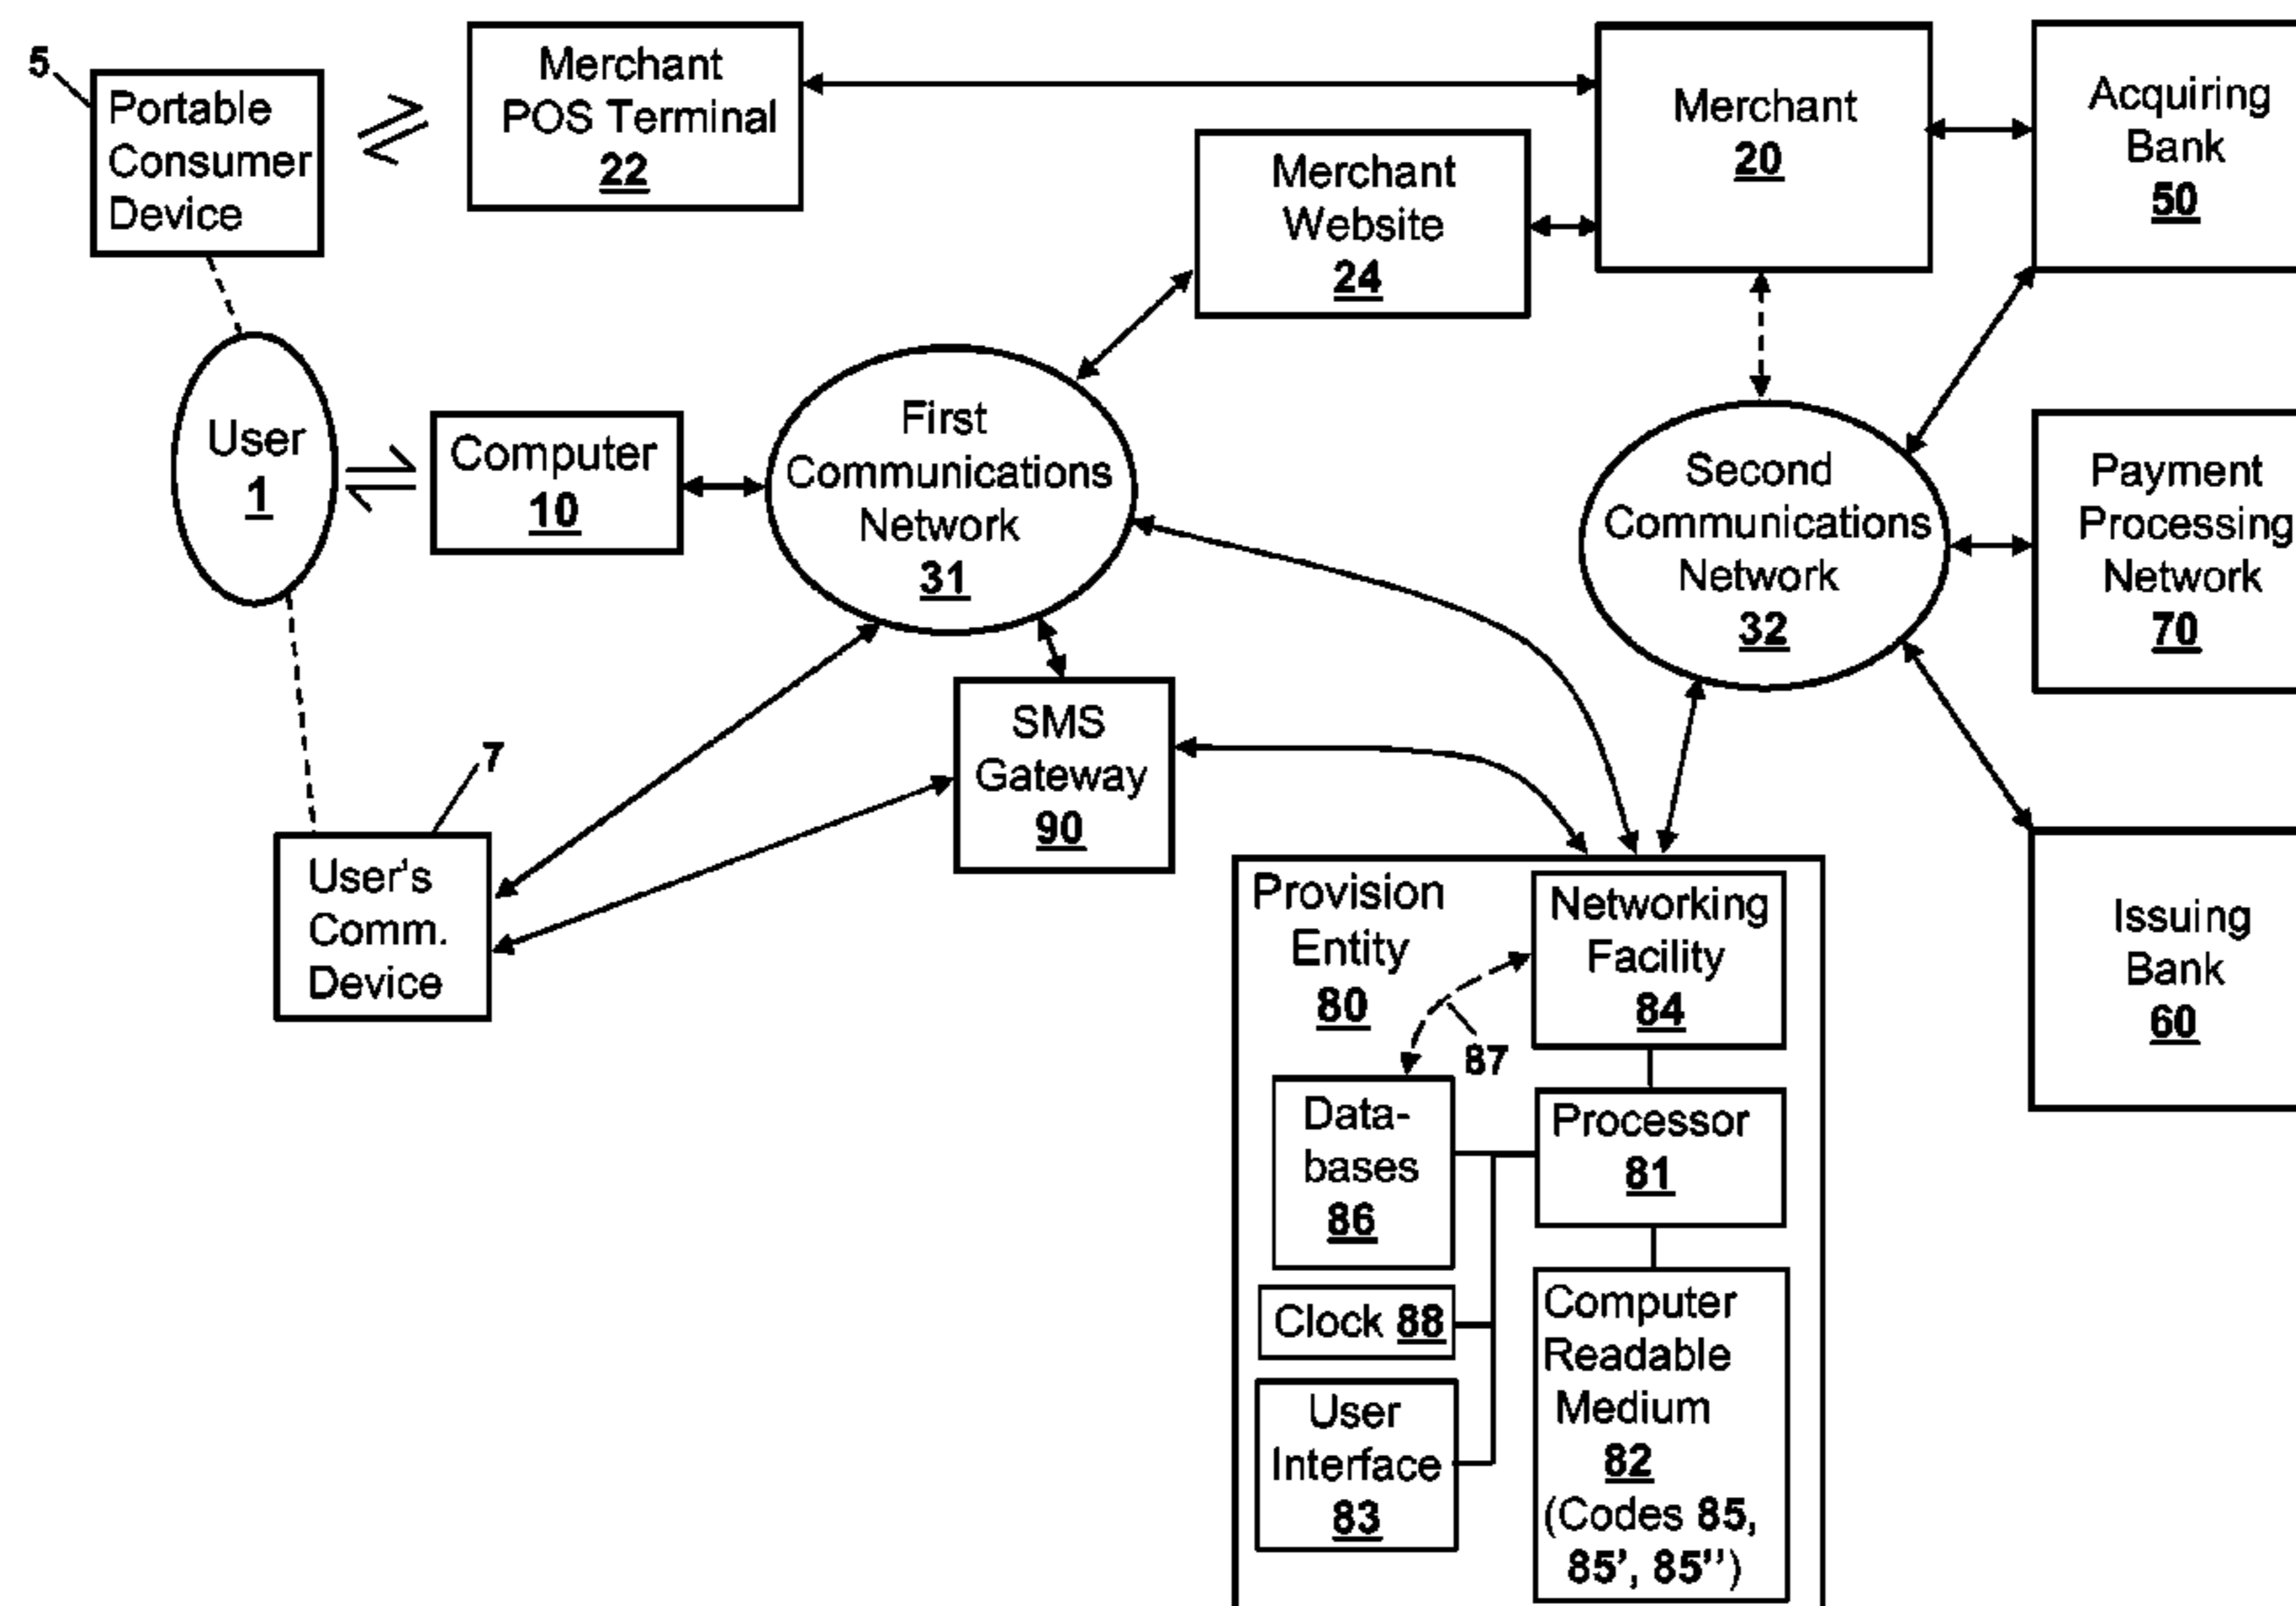 5
Portable
Consumer
Device
Merchant
POS Terminal
22
Merchant
Website
24
Merchant
20
Acquiring
Bank
50
User
1
Computer
10
First
Communications
Network
31
Second
Communications
Network
32
Payment
Processing
Network
70
7
User's
Comm.
Device
SMS
Gateway
90
Issuing
Bank
60
Provision
Entity
80
Networking
Facility
84
87
Data-
bases
86
Processor
81
Clock 88
User
Interface
83
Computer
Readable
Medium
82
(Codes 85,
85', 85'')